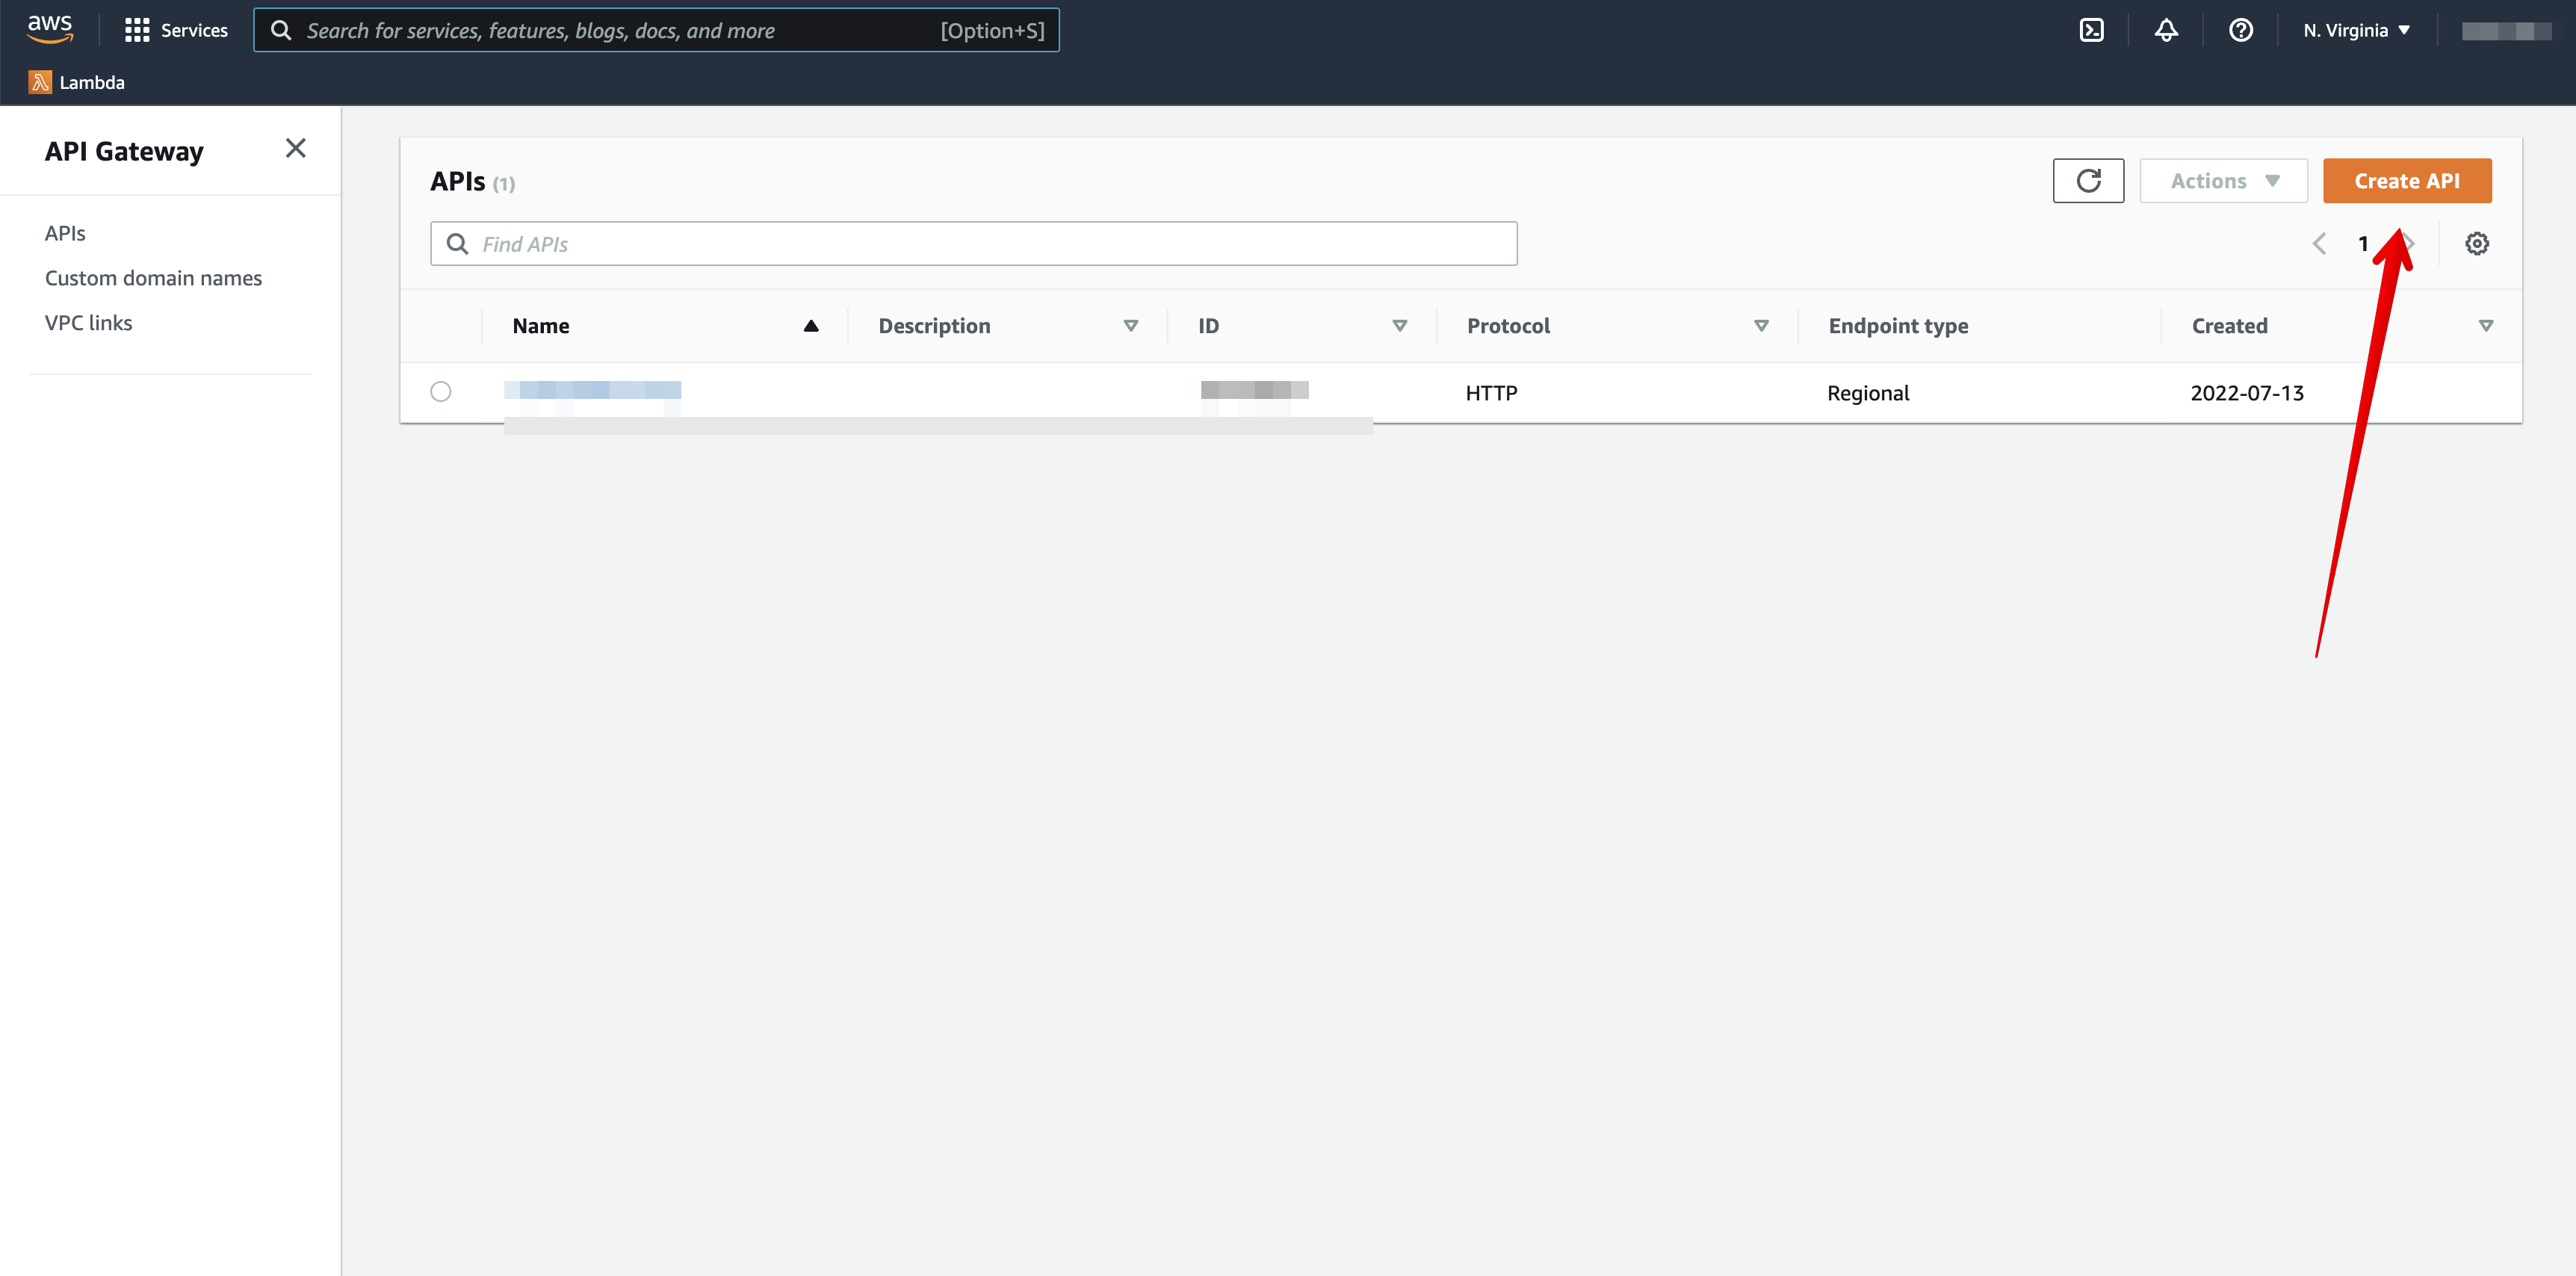 aws Services Search for services, features, blogs, docs, and more [Option+S] N. Virginia
Lambda
API Gateway
APIs
Custom domain names
VPC links
APIs (1)
Actions
Create API
Find APIs
1
Name Description ID Protocol Endpoint type Created
HTTP Regional 2022-07-13